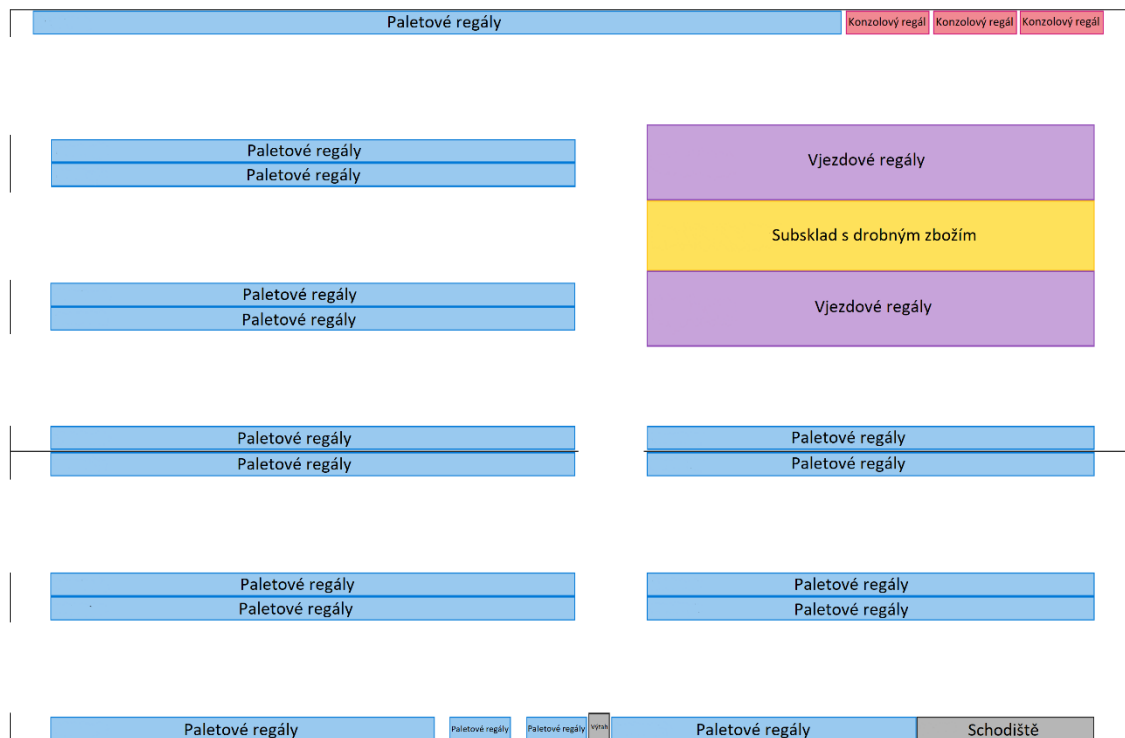 Paletové regály Konzolový regál Konzolový regál Konzolový regál
Paletové regály
Paletové regály
Vjezdové regály
Subsklad s drobným zbožím
Vjezdové regály
Paletové regály
Paletové regály
Paletové regály Paletové regály
Paletové regály Paletové regály
Paletové regály Paletové regály
Paletové regály Paletové regály
Paletové regály Paletové regály Paletové regály Výtah Paletové regály Schodiště